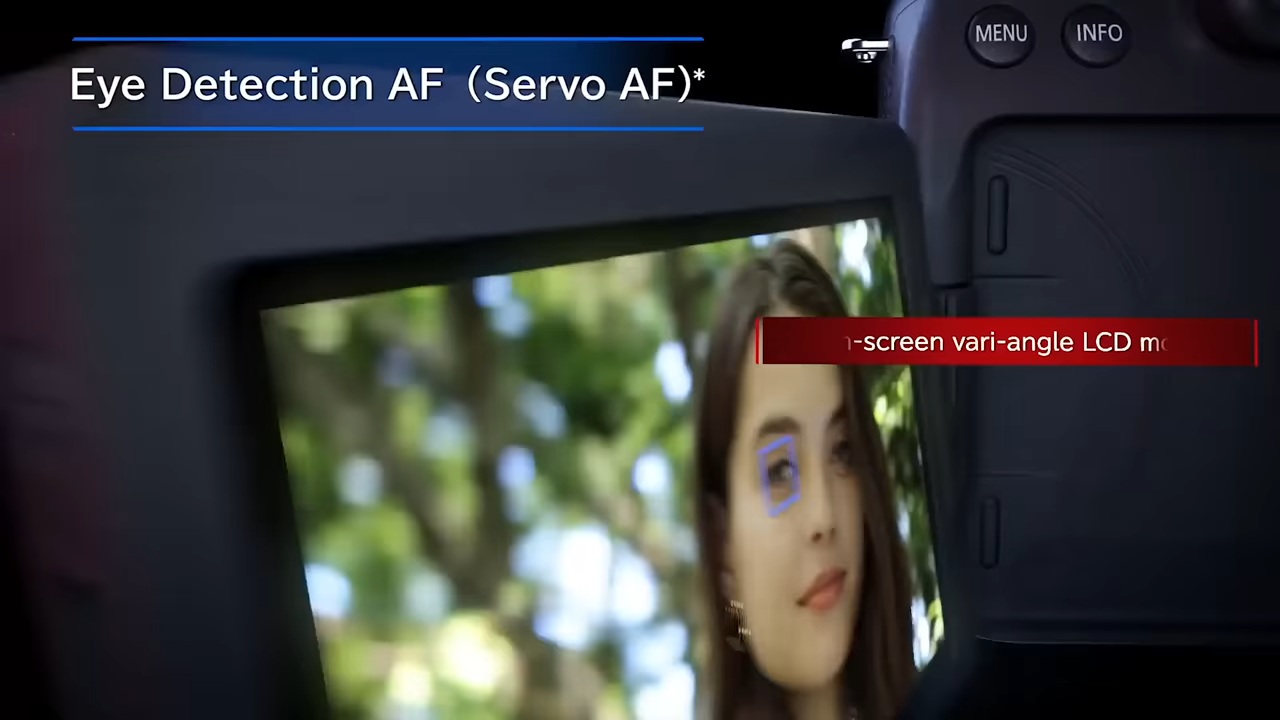 MENU INFO
Eye Detection AF (Servo AF)*
-screen vari-angle LCD